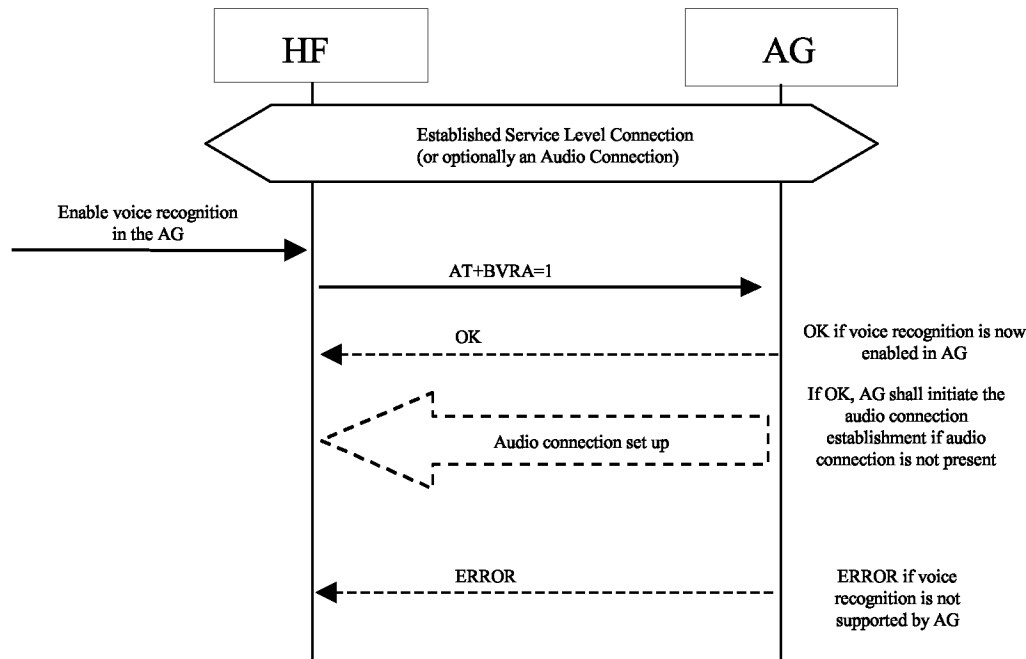 HF
AG
Established Service Level Connection
(or optionally an Audio Connection)
Enable voice recognition
in the AG
AT+BVRA=1
OK
OK if voice recognition is now
enabled in AG
If OK, AG shall initiate the
audio connection
establishment if audio
connection is not present
Audio connection set up
ERROR
ERROR if voice
recognition is not
supported by AG